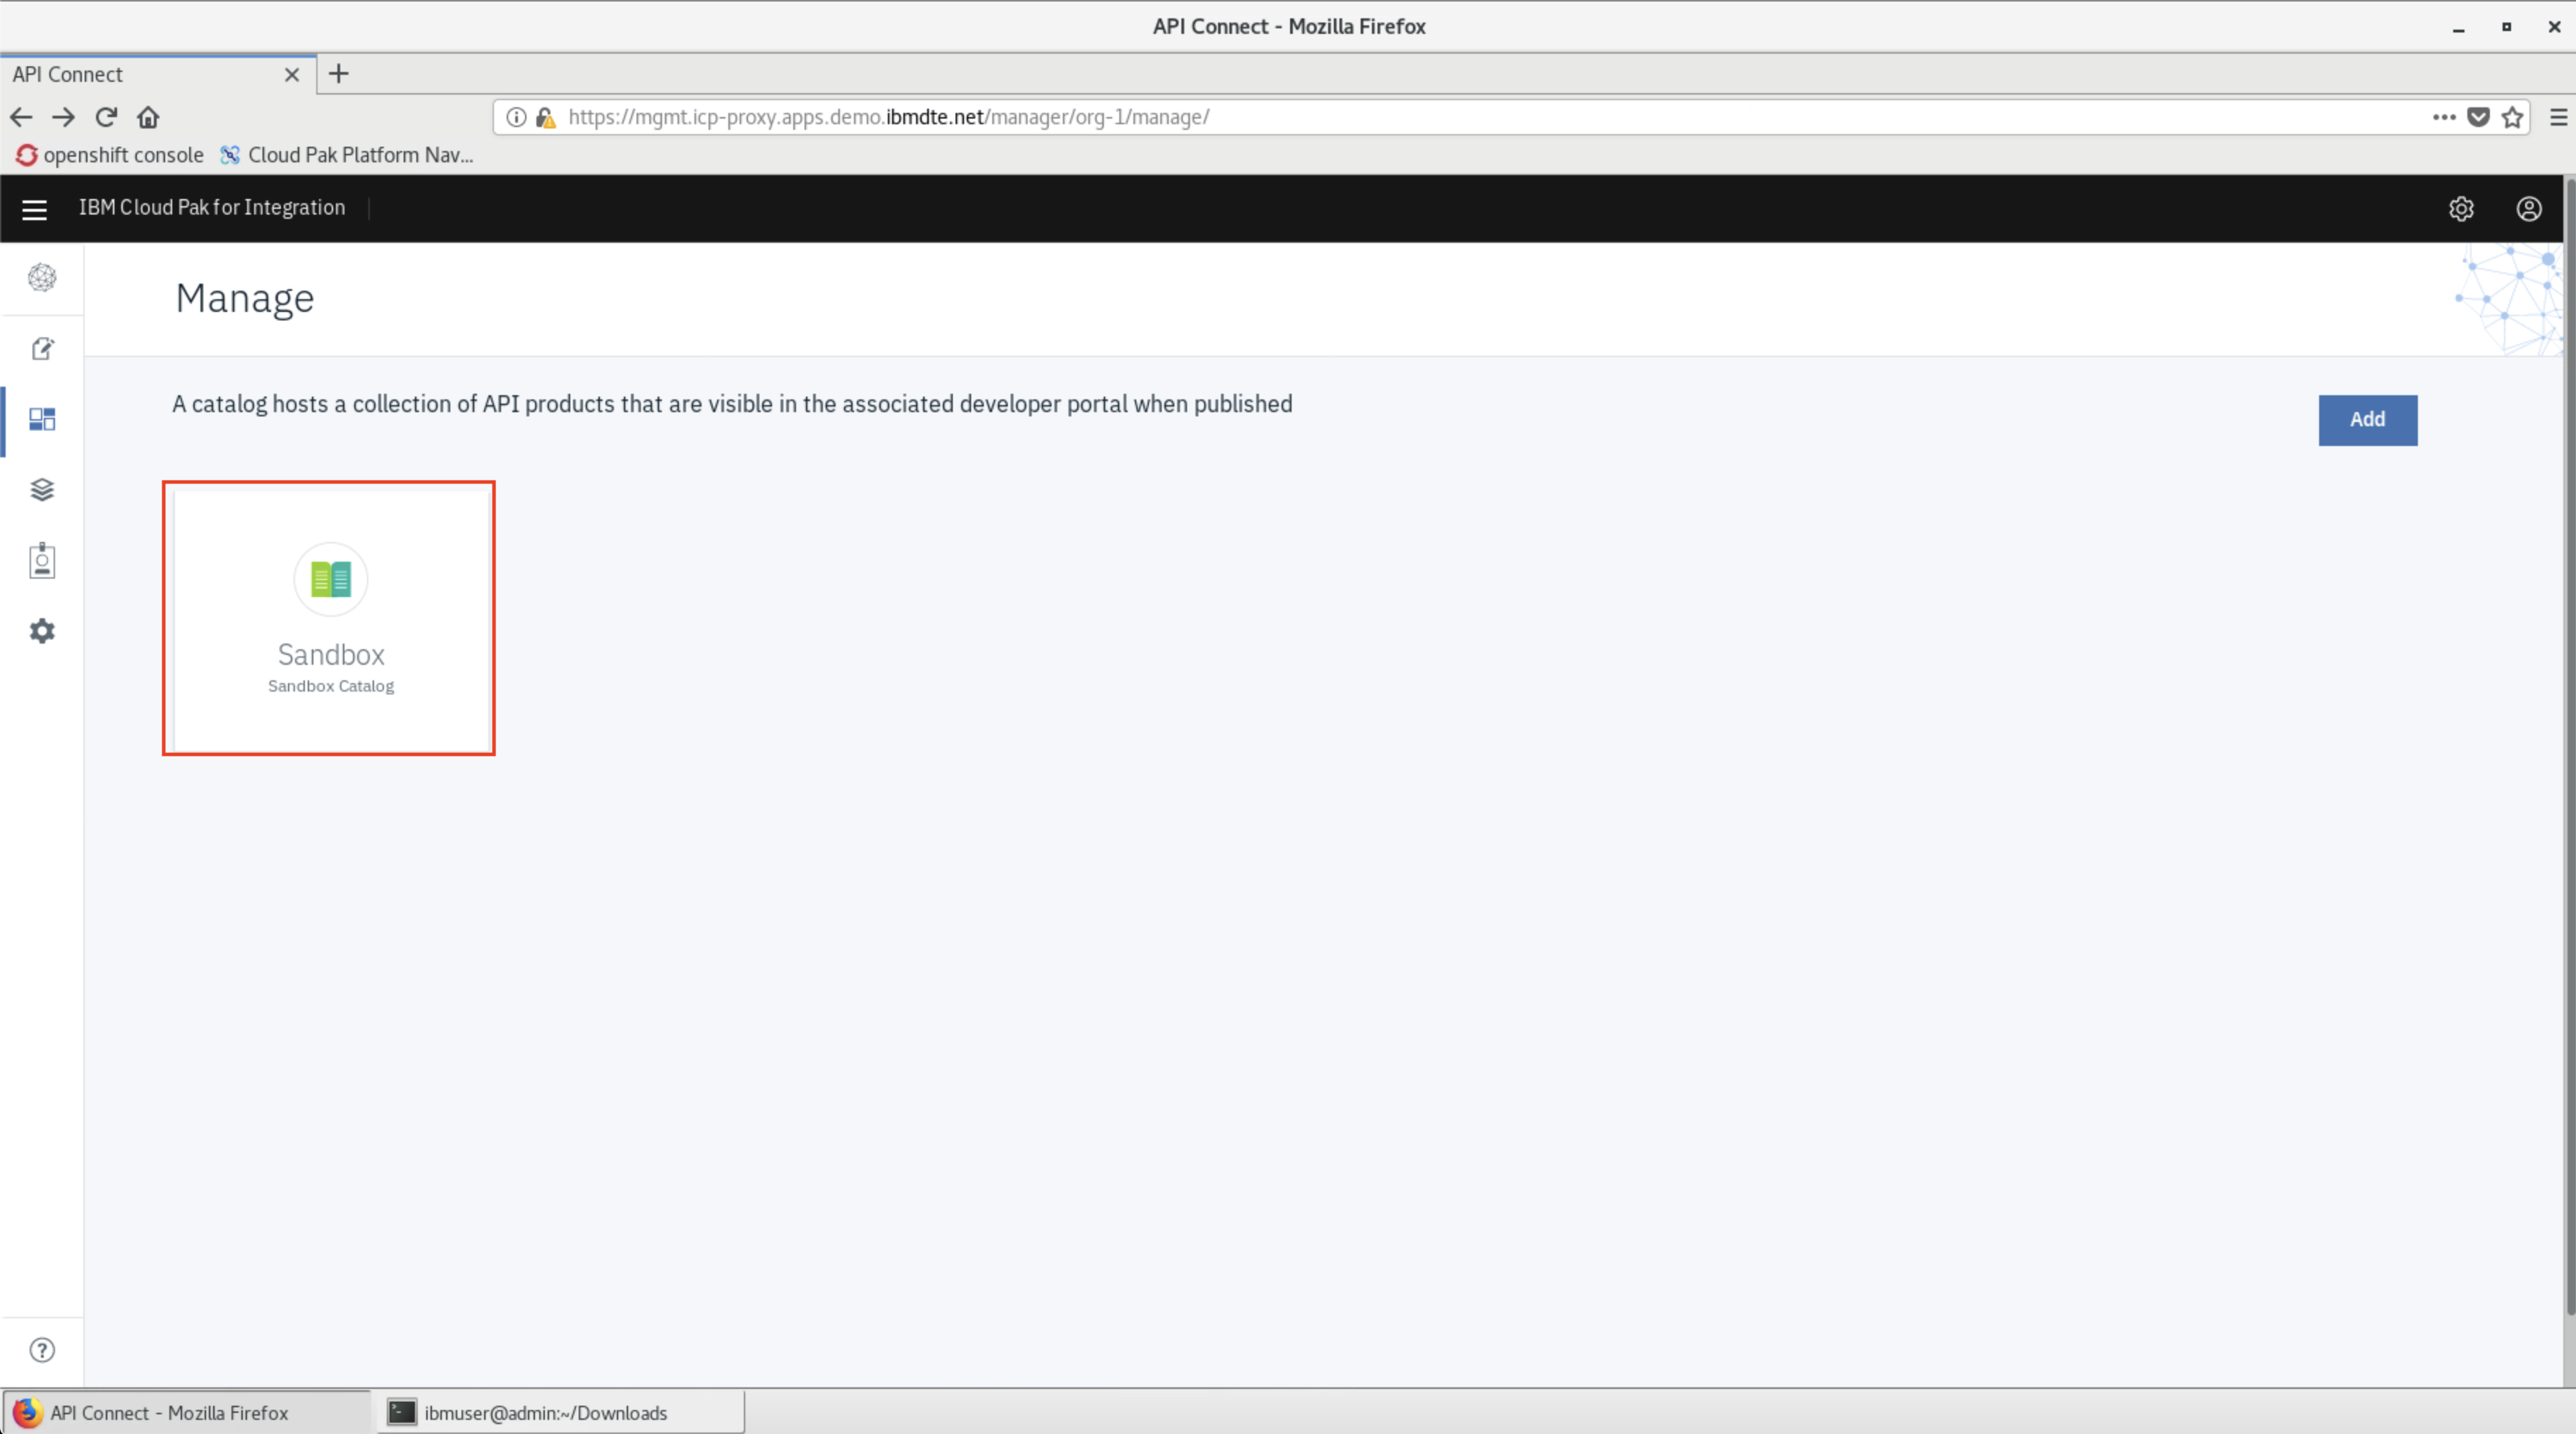 API Connect - Mozilla Firefox
API Connect
https://mgmt.icp-proxy.apps.demo.ibmdte.net/manager/org-1/manage/
openshift console Cloud Pak Platform Nav...
IBM Cloud Pak for Integration
Manage
A catalog hosts a collection of API products that are visible in the associated developer portal when published
Add
Sandbox
Sandbox Catalog
API Connect - Mozilla Firefox ibmuser@admin:~/Downloads